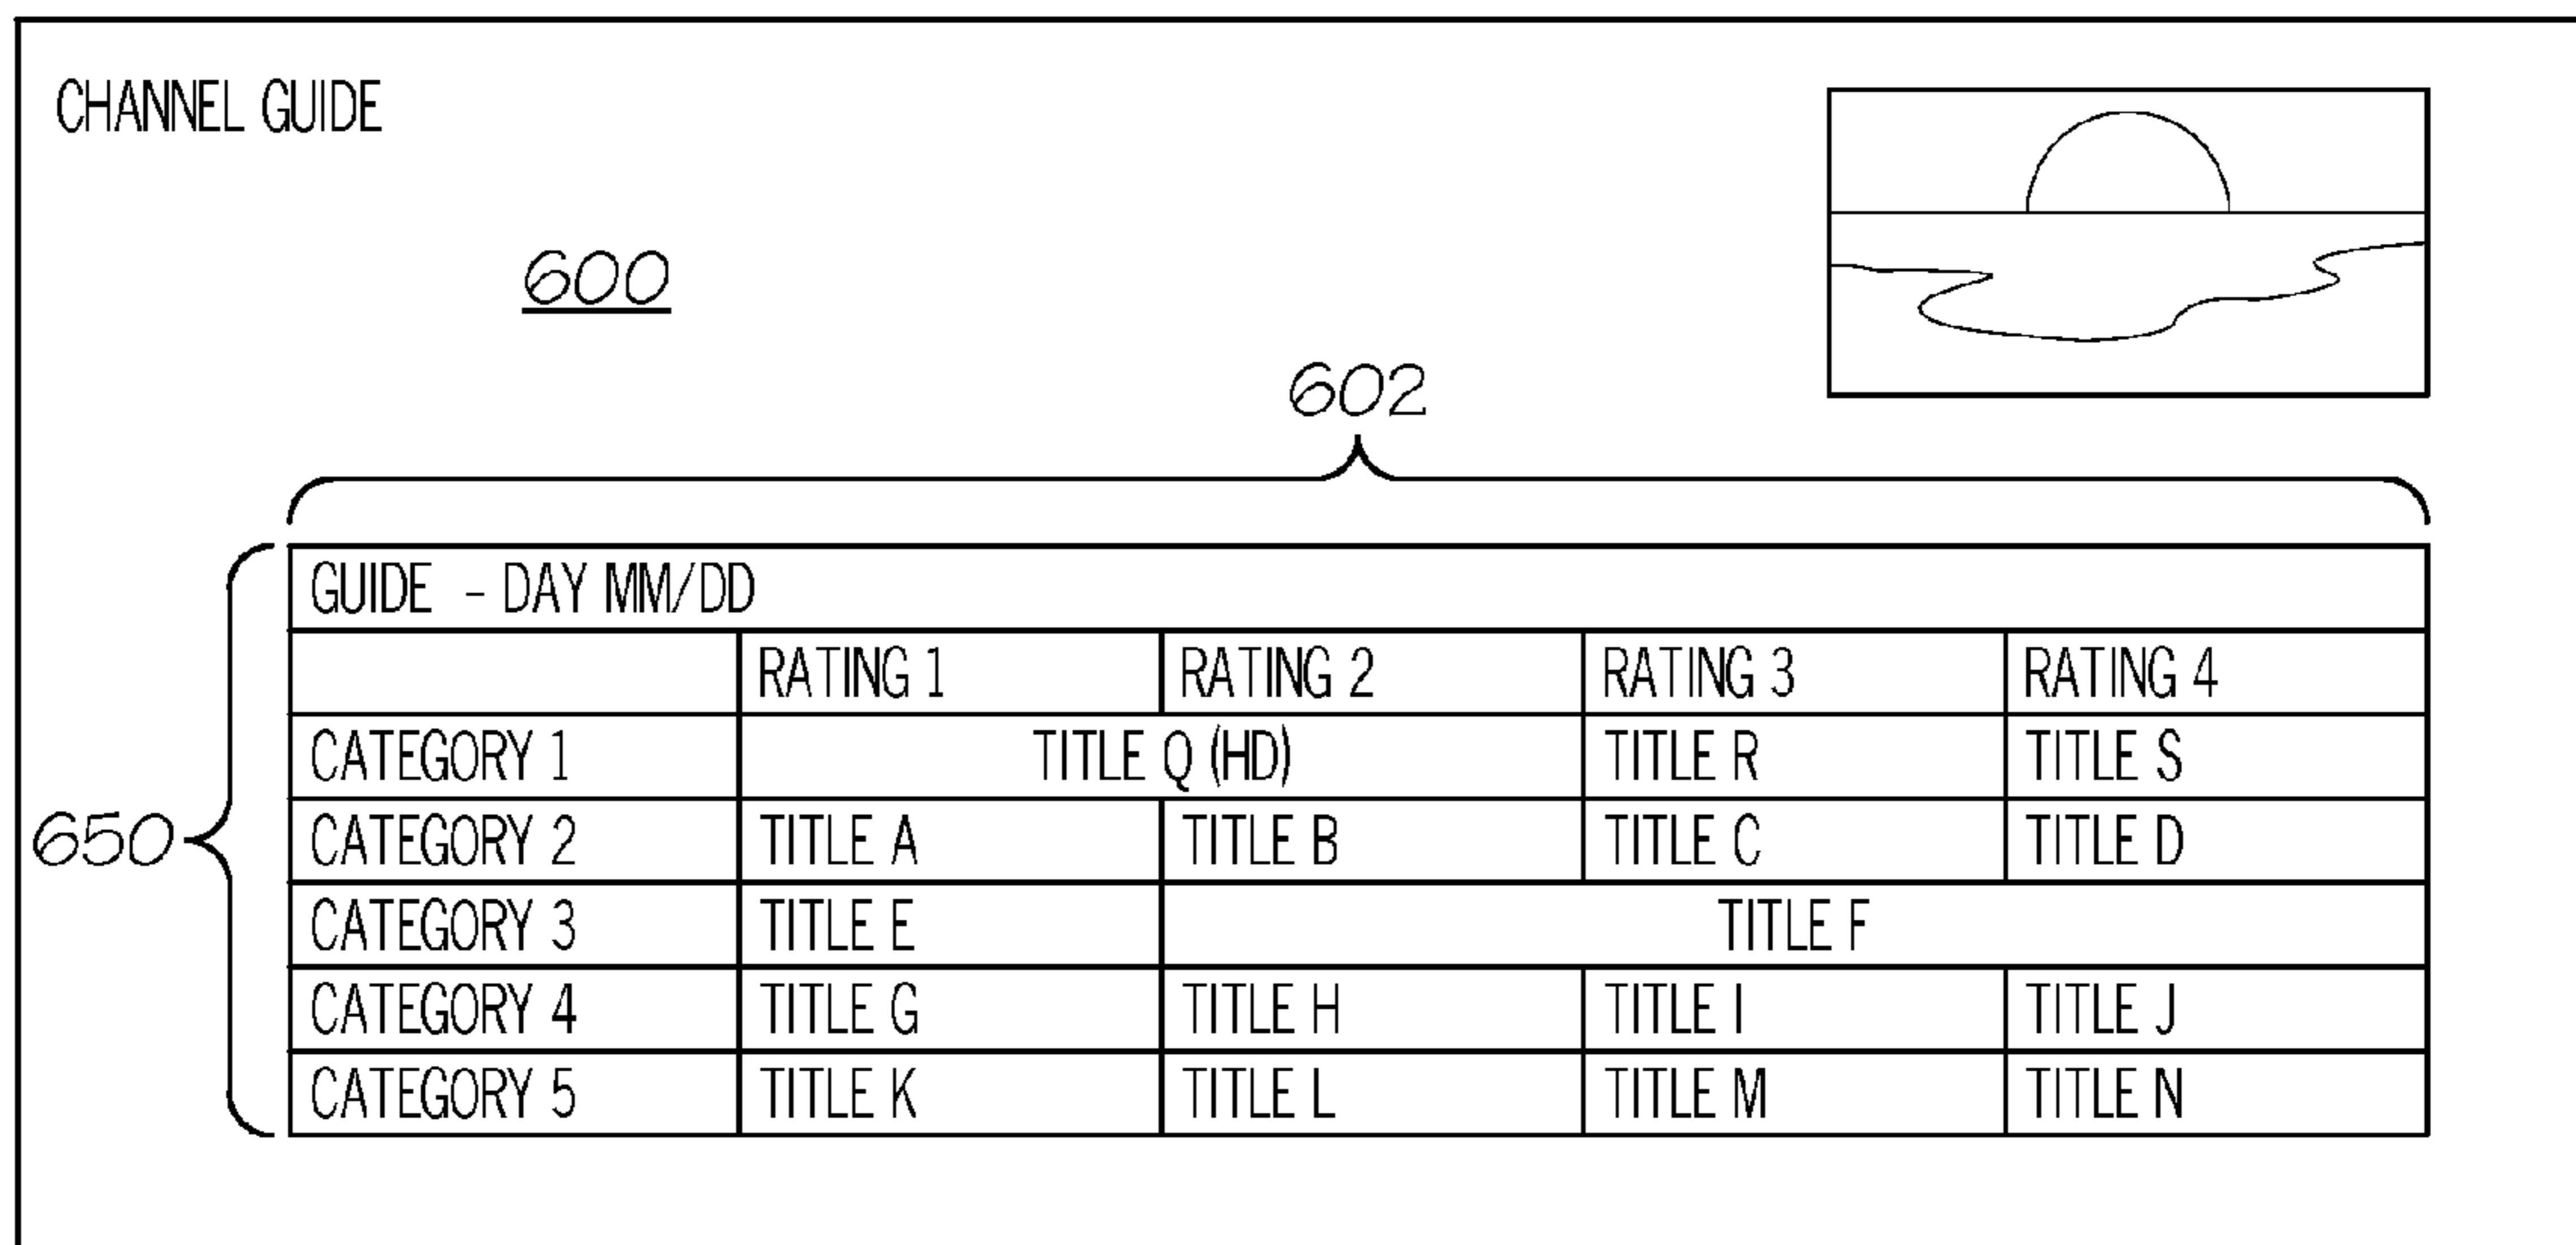 CHANNEL GUIDE
600
602
650
GUIDE - DAY MM/DD
RATING 1 RATING 2 RATING 3 RATING 4
CATEGORY 1 TITLE Q (HD) TITLE R TITLE S
CATEGORY 2 TITLE A TITLE B TITLE C TITLE D
CATEGORY 3 TITLE E TITLE F
CATEGORY 4 TITLE G TITLE H TITLE I TITLE J
CATEGORY 5 TITLE K TITLE L TITLE M TITLE N